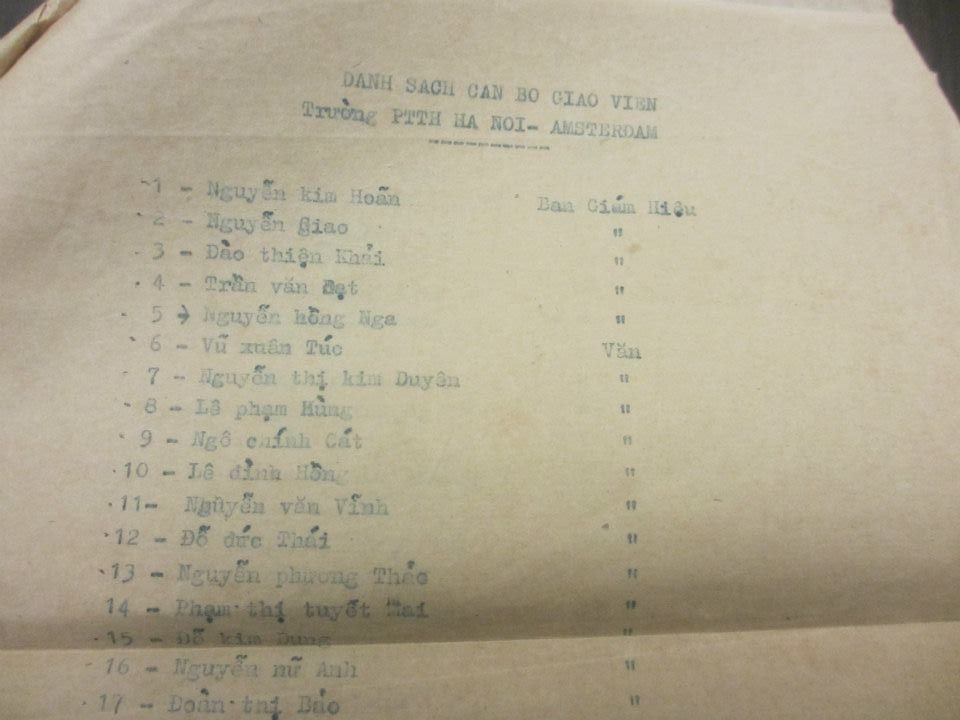 DANH SACH CAN BO GIAO VIEN
Trường PTTH HA NOI- AMSTERDAM
1 - Nguyễn kim Hoãn Ban Giám Hiệu
2 - Nguyễn Giao "
3 - Đào thiện Khải "
4 - Trần văn Đạt "
5 - Nguyễn hồng Nga "
6 - Vũ xuân Túc Văn
7 - Nguyễn thị kim Duyên "
8 - Lê phạm Hùng "
9 - Ngô chính Cát "
10 - Lê đình Hồng "
11- Nguyễn văn Vĩnh "
12 - Đỗ đức Thái "
13 - Nguyễn phương Thảo "
14 - Phạm thị tuyết Mai "
15 - Đỗ kim Dung "
16 - Nguyễn nữ Anh "
17 - Đoàn thị Bảo "